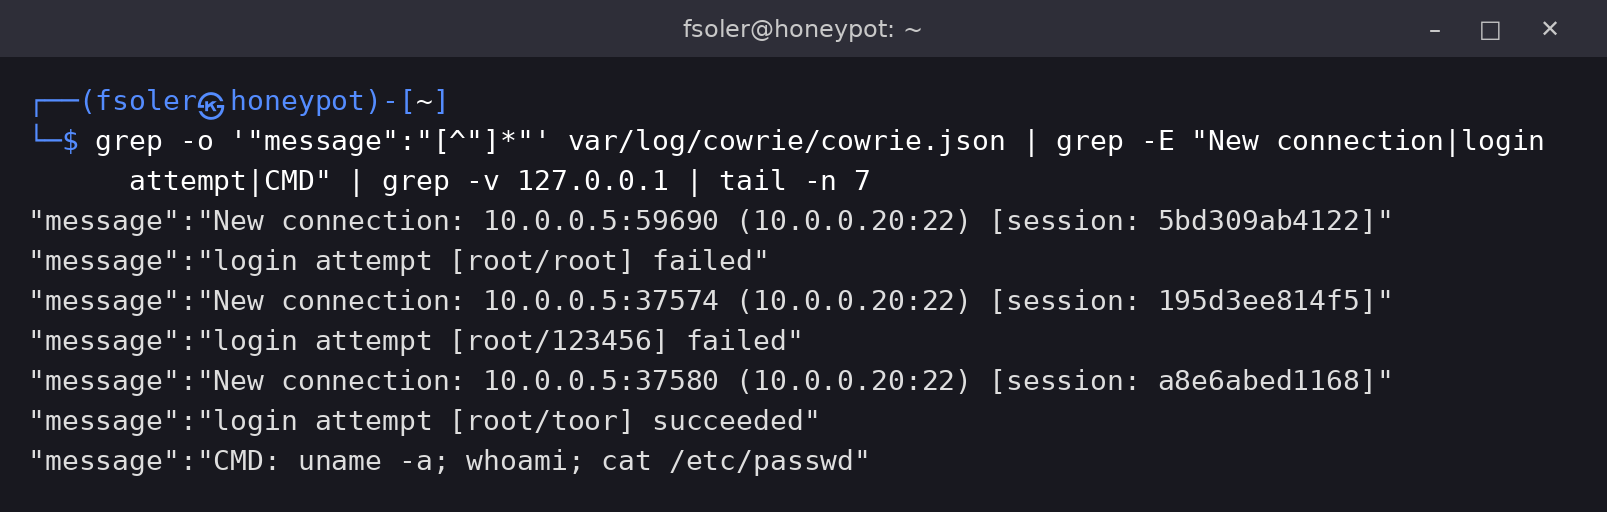 fsoler@honeypot: ~
┌──(fsoler㉿honeypot)-[~]
└─$ grep -o '"message":"[^"]*"' var/log/cowrie/cowrie.json | grep -E "New connection|login
attempt|CMD" | grep -v 127.0.0.1 | tail -n 7
"message":"New connection: 10.0.0.5:59690 (10.0.0.20:22) [session: 5bd309ab4122]"
"message":"login attempt [root/root] failed"
"message":"New connection: 10.0.0.5:37574 (10.0.0.20:22) [session: 195d3ee814f5]"
"message":"login attempt [root/123456] failed"
"message":"New connection: 10.0.0.5:37580 (10.0.0.20:22) [session: a8e6abed1168]"
"message":"login attempt [root/toor] succeeded"
"message":"CMD: uname -a; whoami; cat /etc/passwd"